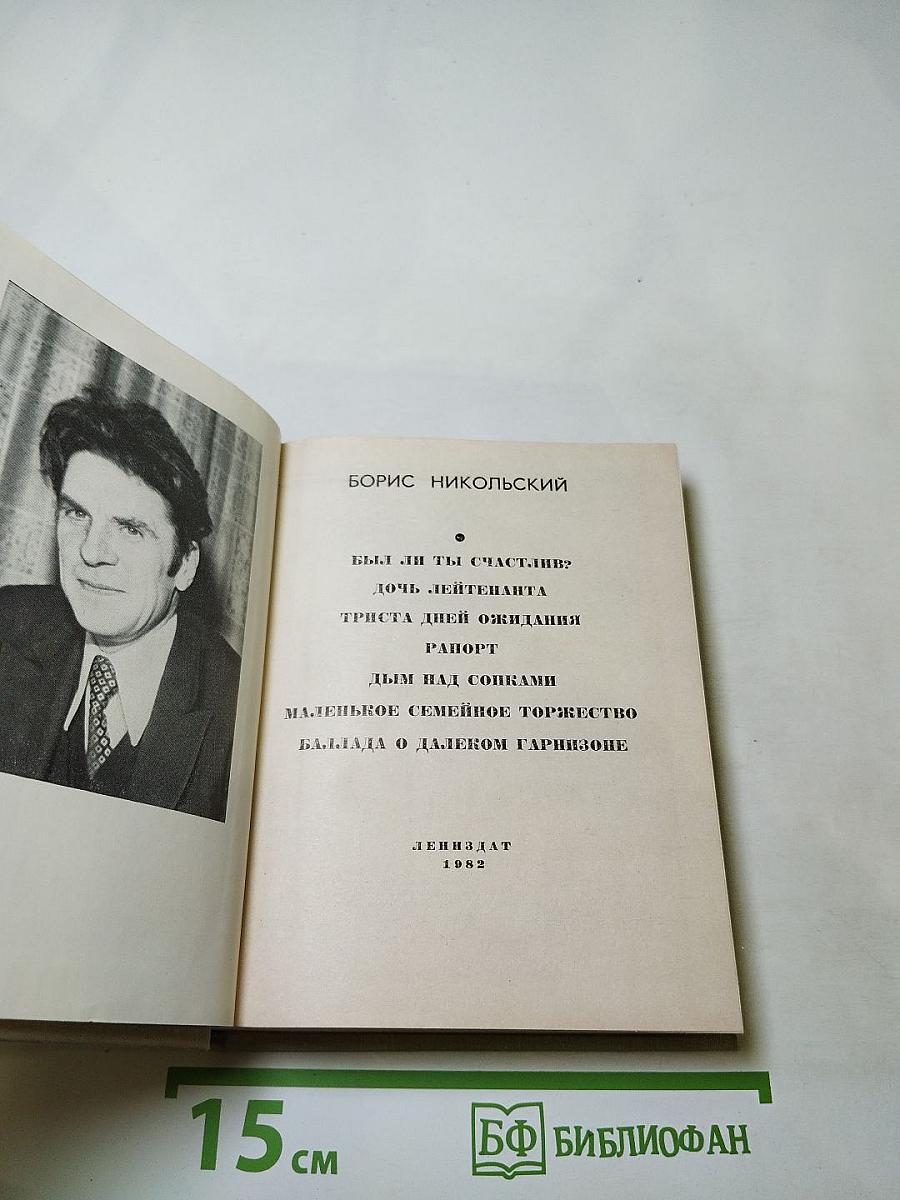 БОРИС НИКОЛЬСКИЙ
БЫЛ ЛИ ТЫ СЧАСТЛИВ?
ДОЧЬ ЛЕЙТЕНАНТА
ТРИСТА ДНЕЙ ОЖИДАНИЯ
РАПОРТ
ДЫМ НАД СОПКАМИ
МАЛЕНЬКОЕ СЕМЕЙНОЕ ТОРЖЕСТВО
БАЛЛАДА О ДАЛЕКОМ ГАРНИЗОНЕ
ЛЕНИЗДАТ
1982
15 см
БФ БИБЛИОФАН